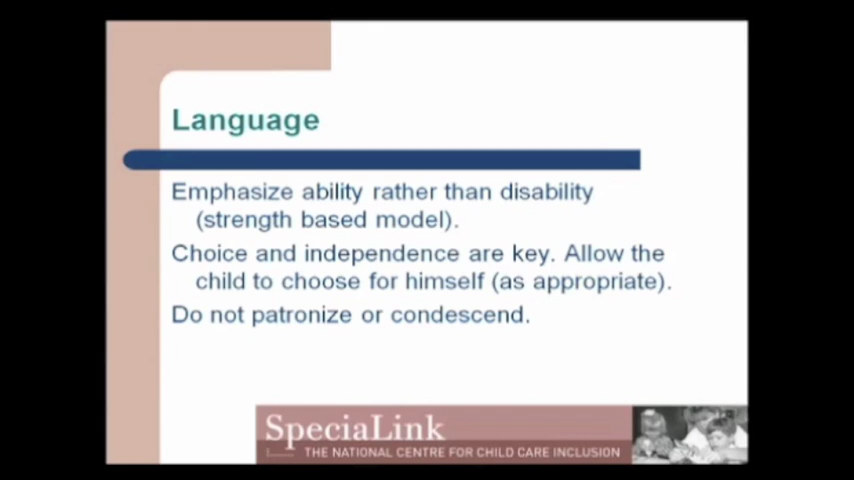 Language
Emphasize ability rather than disability
(strength based model).
Choice and independence are key. Allow the
child to choose for himself (as appropriate).
Do not patronize or condescend.
SpeciaLink
THE NATIONAL CENTRE FOR CHILD CARE INCLUSION